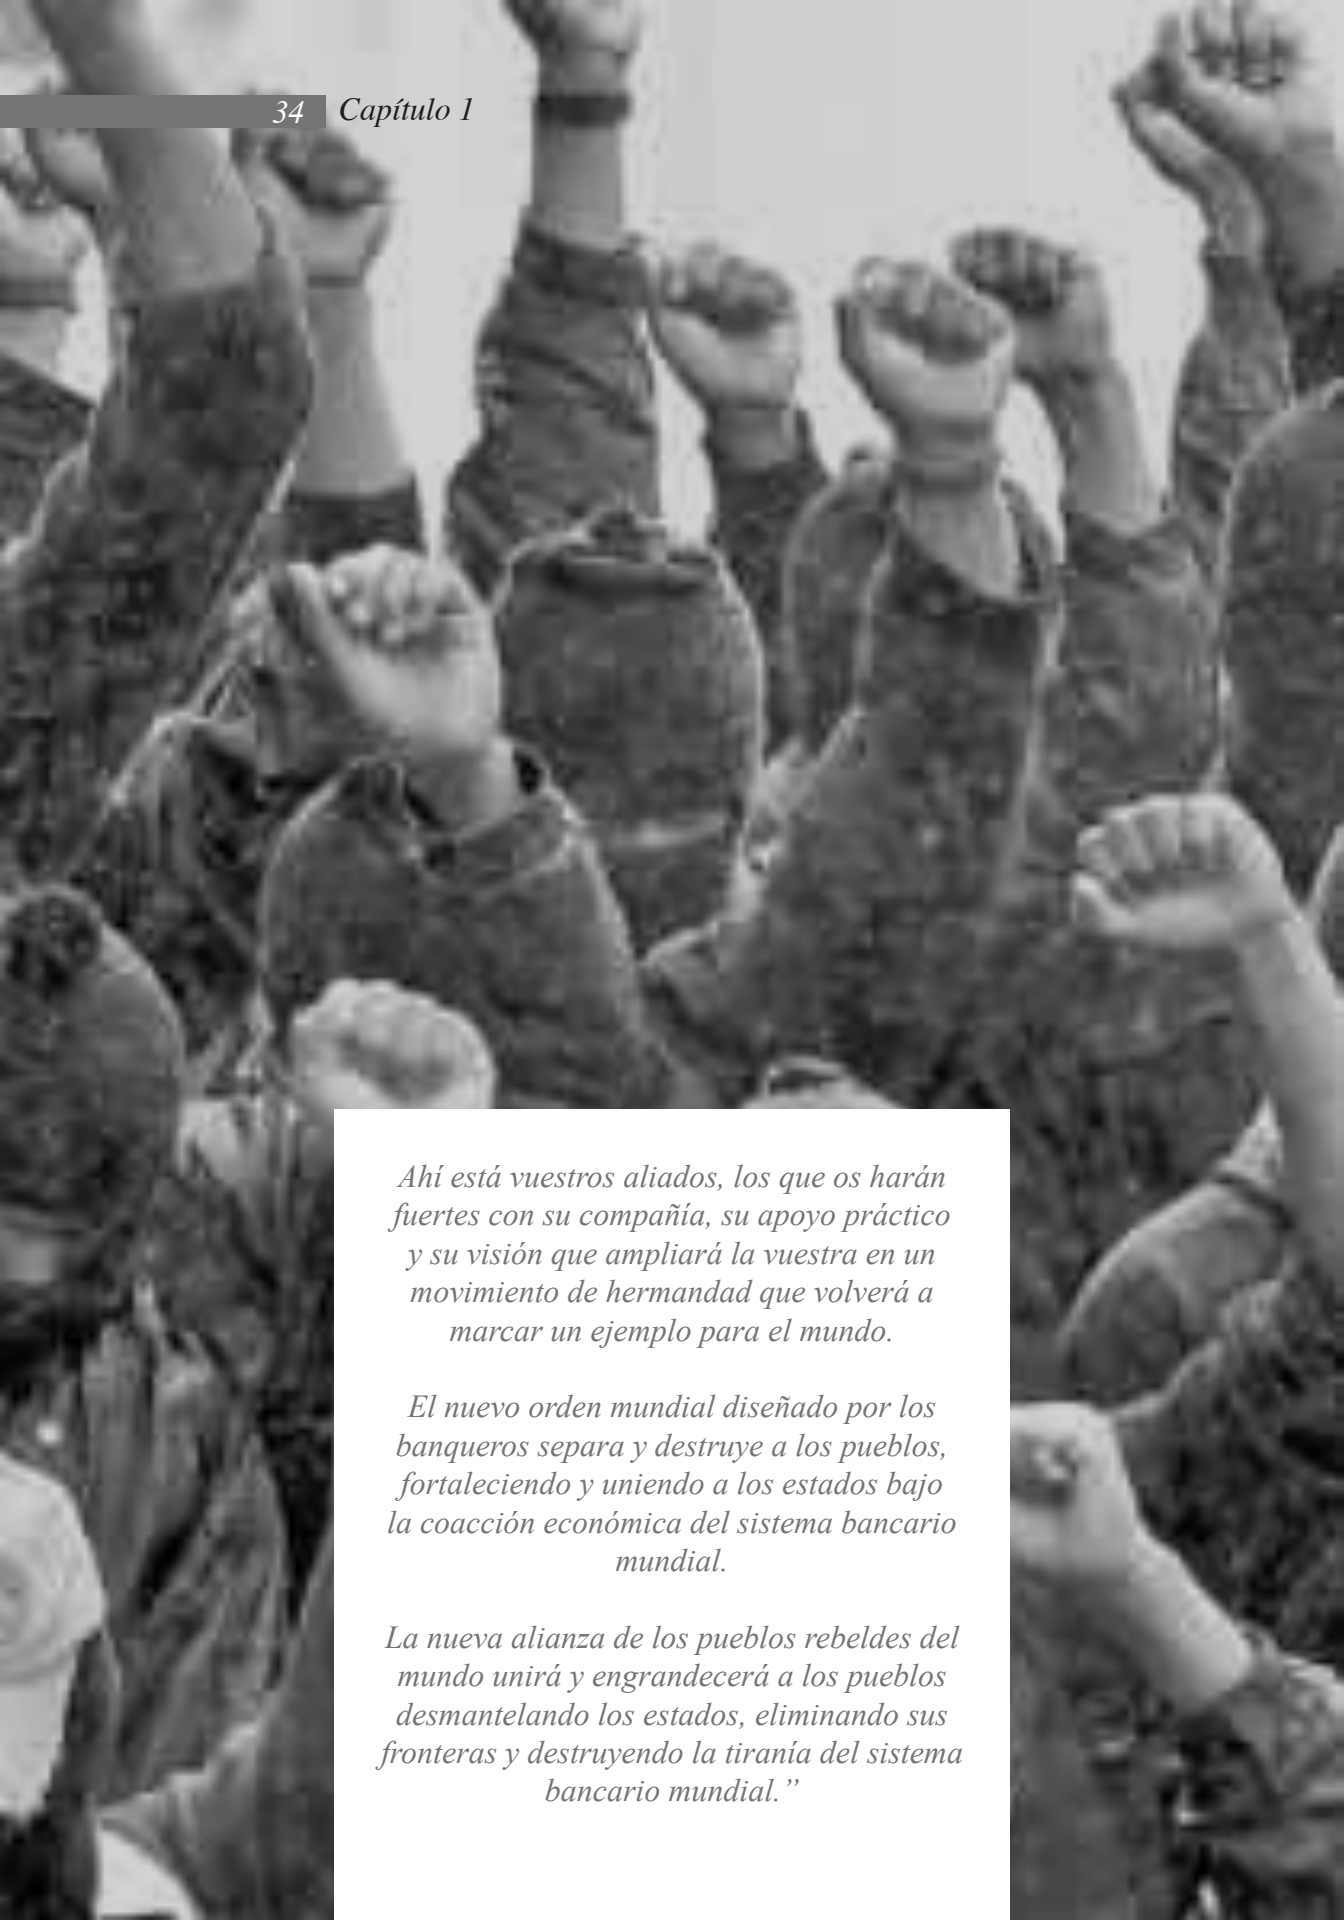 34 Capítulo 1
Ahí está vuestros aliados, los que os harán
fuertes con su compañía, su apoyo práctico
y su visión que ampliará la vuestra en un
movimiento de hermandad que volverá a
marcar un ejemplo para el mundo.
El nuevo orden mundial diseñado por los
banqueros separa y destruye a los pueblos,
fortaleciendo y uniendo a los estados bajo
la coacción económica del sistema bancario
mundial.
La nueva alianza de los pueblos rebeldes del
mundo unirá y engrandecerá a los pueblos
desmantelando los estados, eliminando sus
fronteras y destruyendo la tiranía del sistema
bancario mundial.”